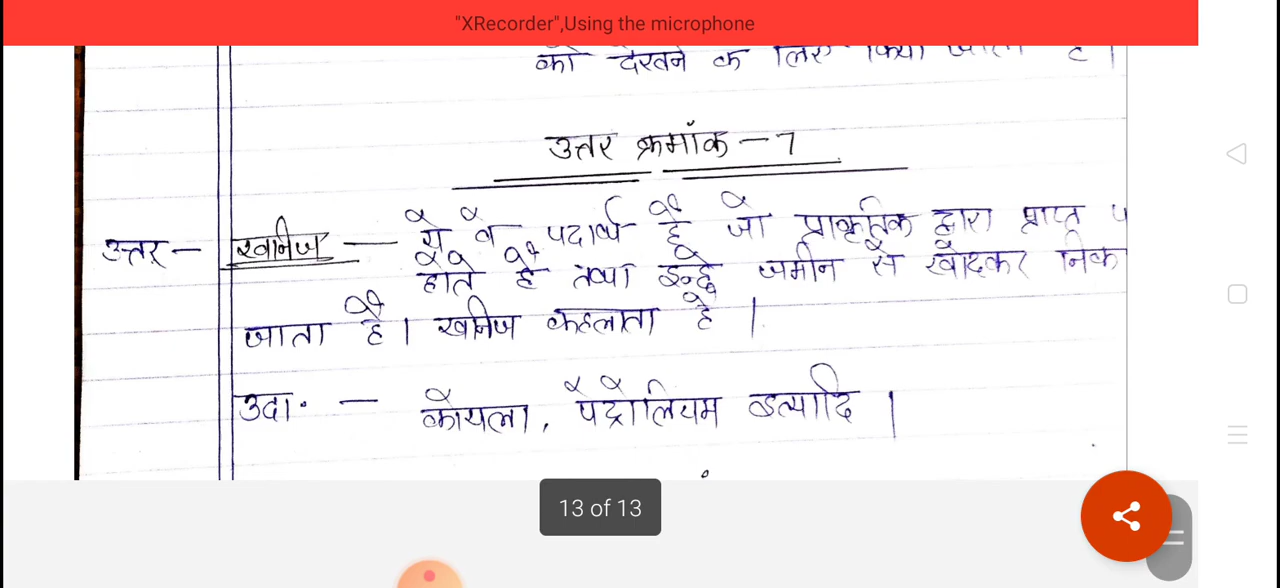 "XRecorder",Using the microphone
को देखने के लिए किया जाता है।
उत्तर क्रमांक - 7
उत्तर - खनिज - ये वे पदार्थ हैं जो प्राकृतिक द्वारा प्राप्त
होते हैं तथा इन्हे जमीन से खोदकर निक
जाता है। खनिज कहलाता है।
उदा. - कोयला, पेट्रोलियम इत्यादि।
13 of 13